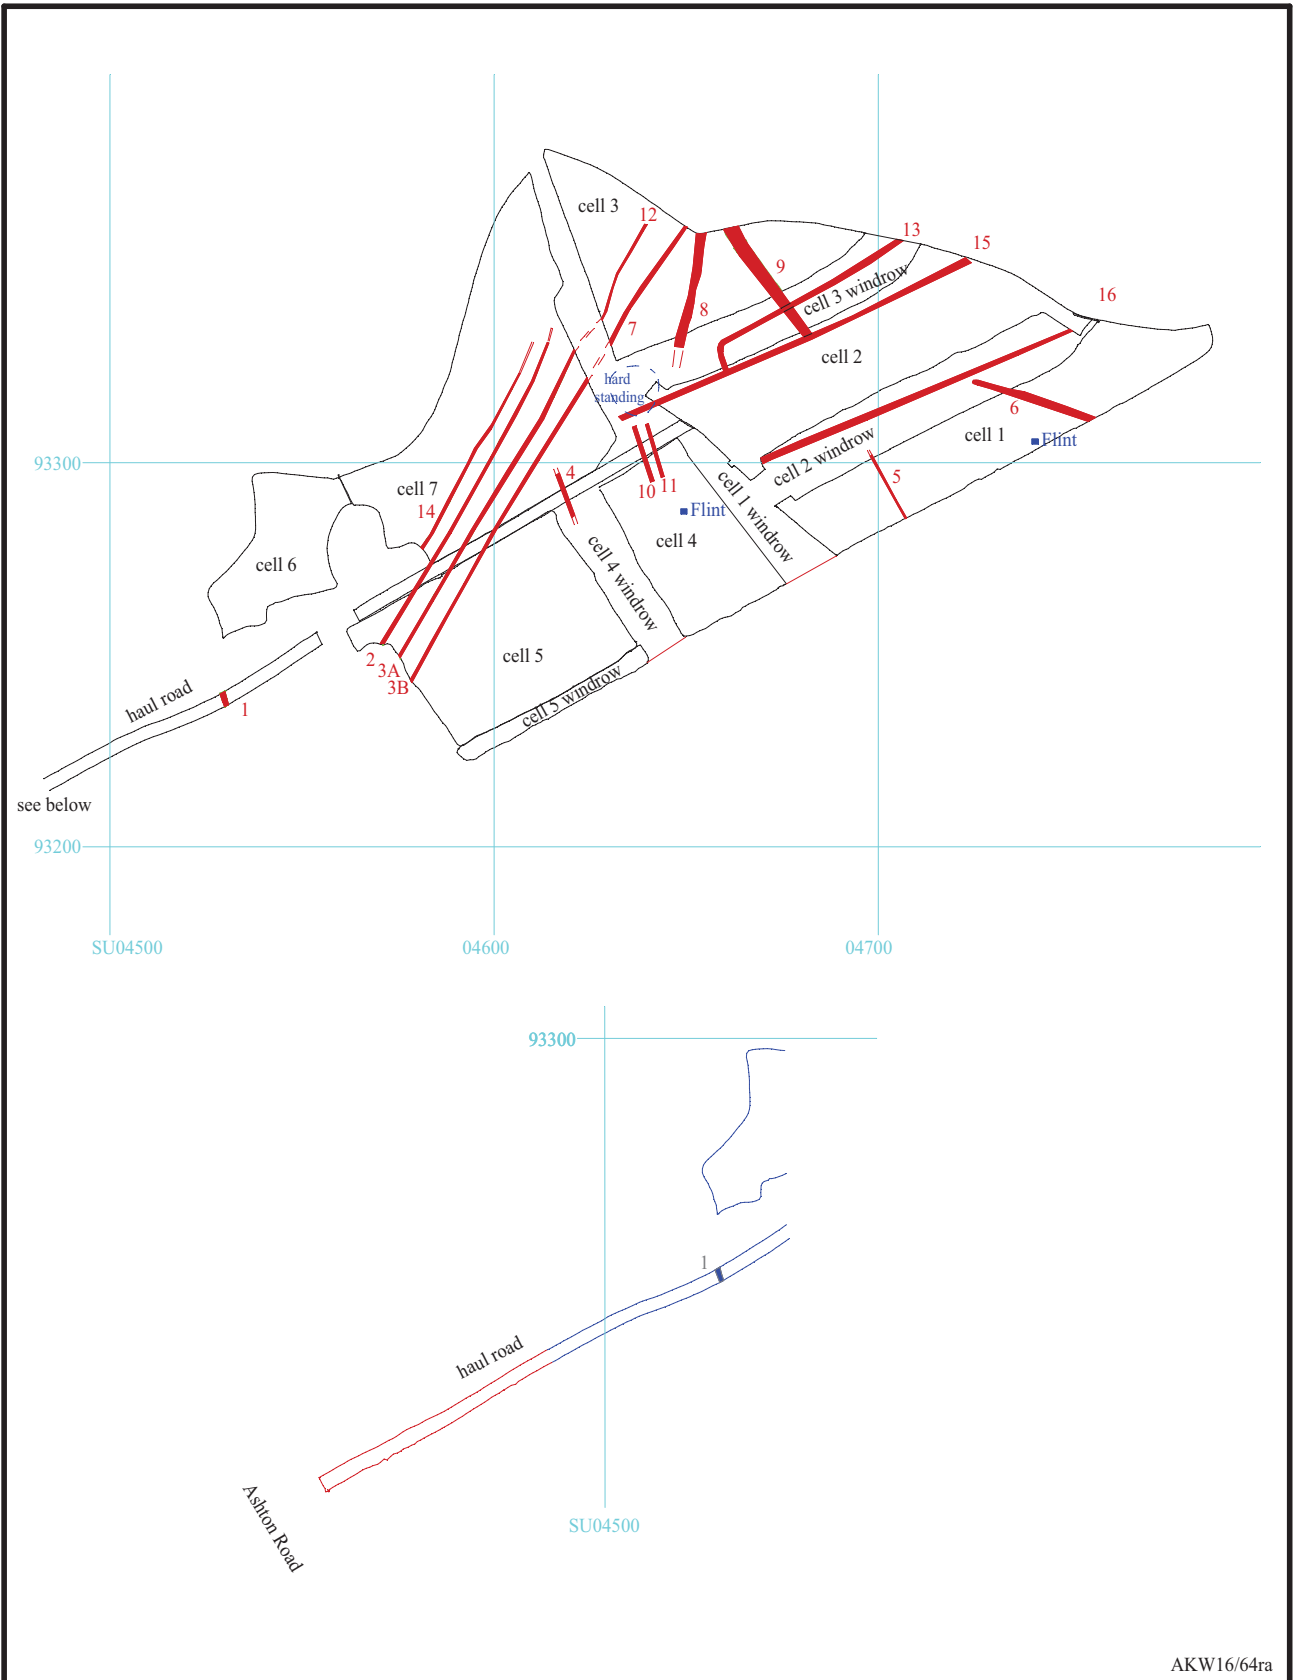 cell 3
12
13
15
9
cell 3 windrow
16
8
7
cell 2
hard
standing
6
cell 1
Flint
93300
cell 2 windrow
4
5
cell 7
10
11
cell 1 windrow
14
Flint
cell 4
cell 6
cell 4 windrow
2
3A
3B
cell 5
cell 5 windrow
haul road
1
see below
93200
SU04500
04600
04700
93300
1
haul road
SU04500
Ashton Road
AKW16/64ra